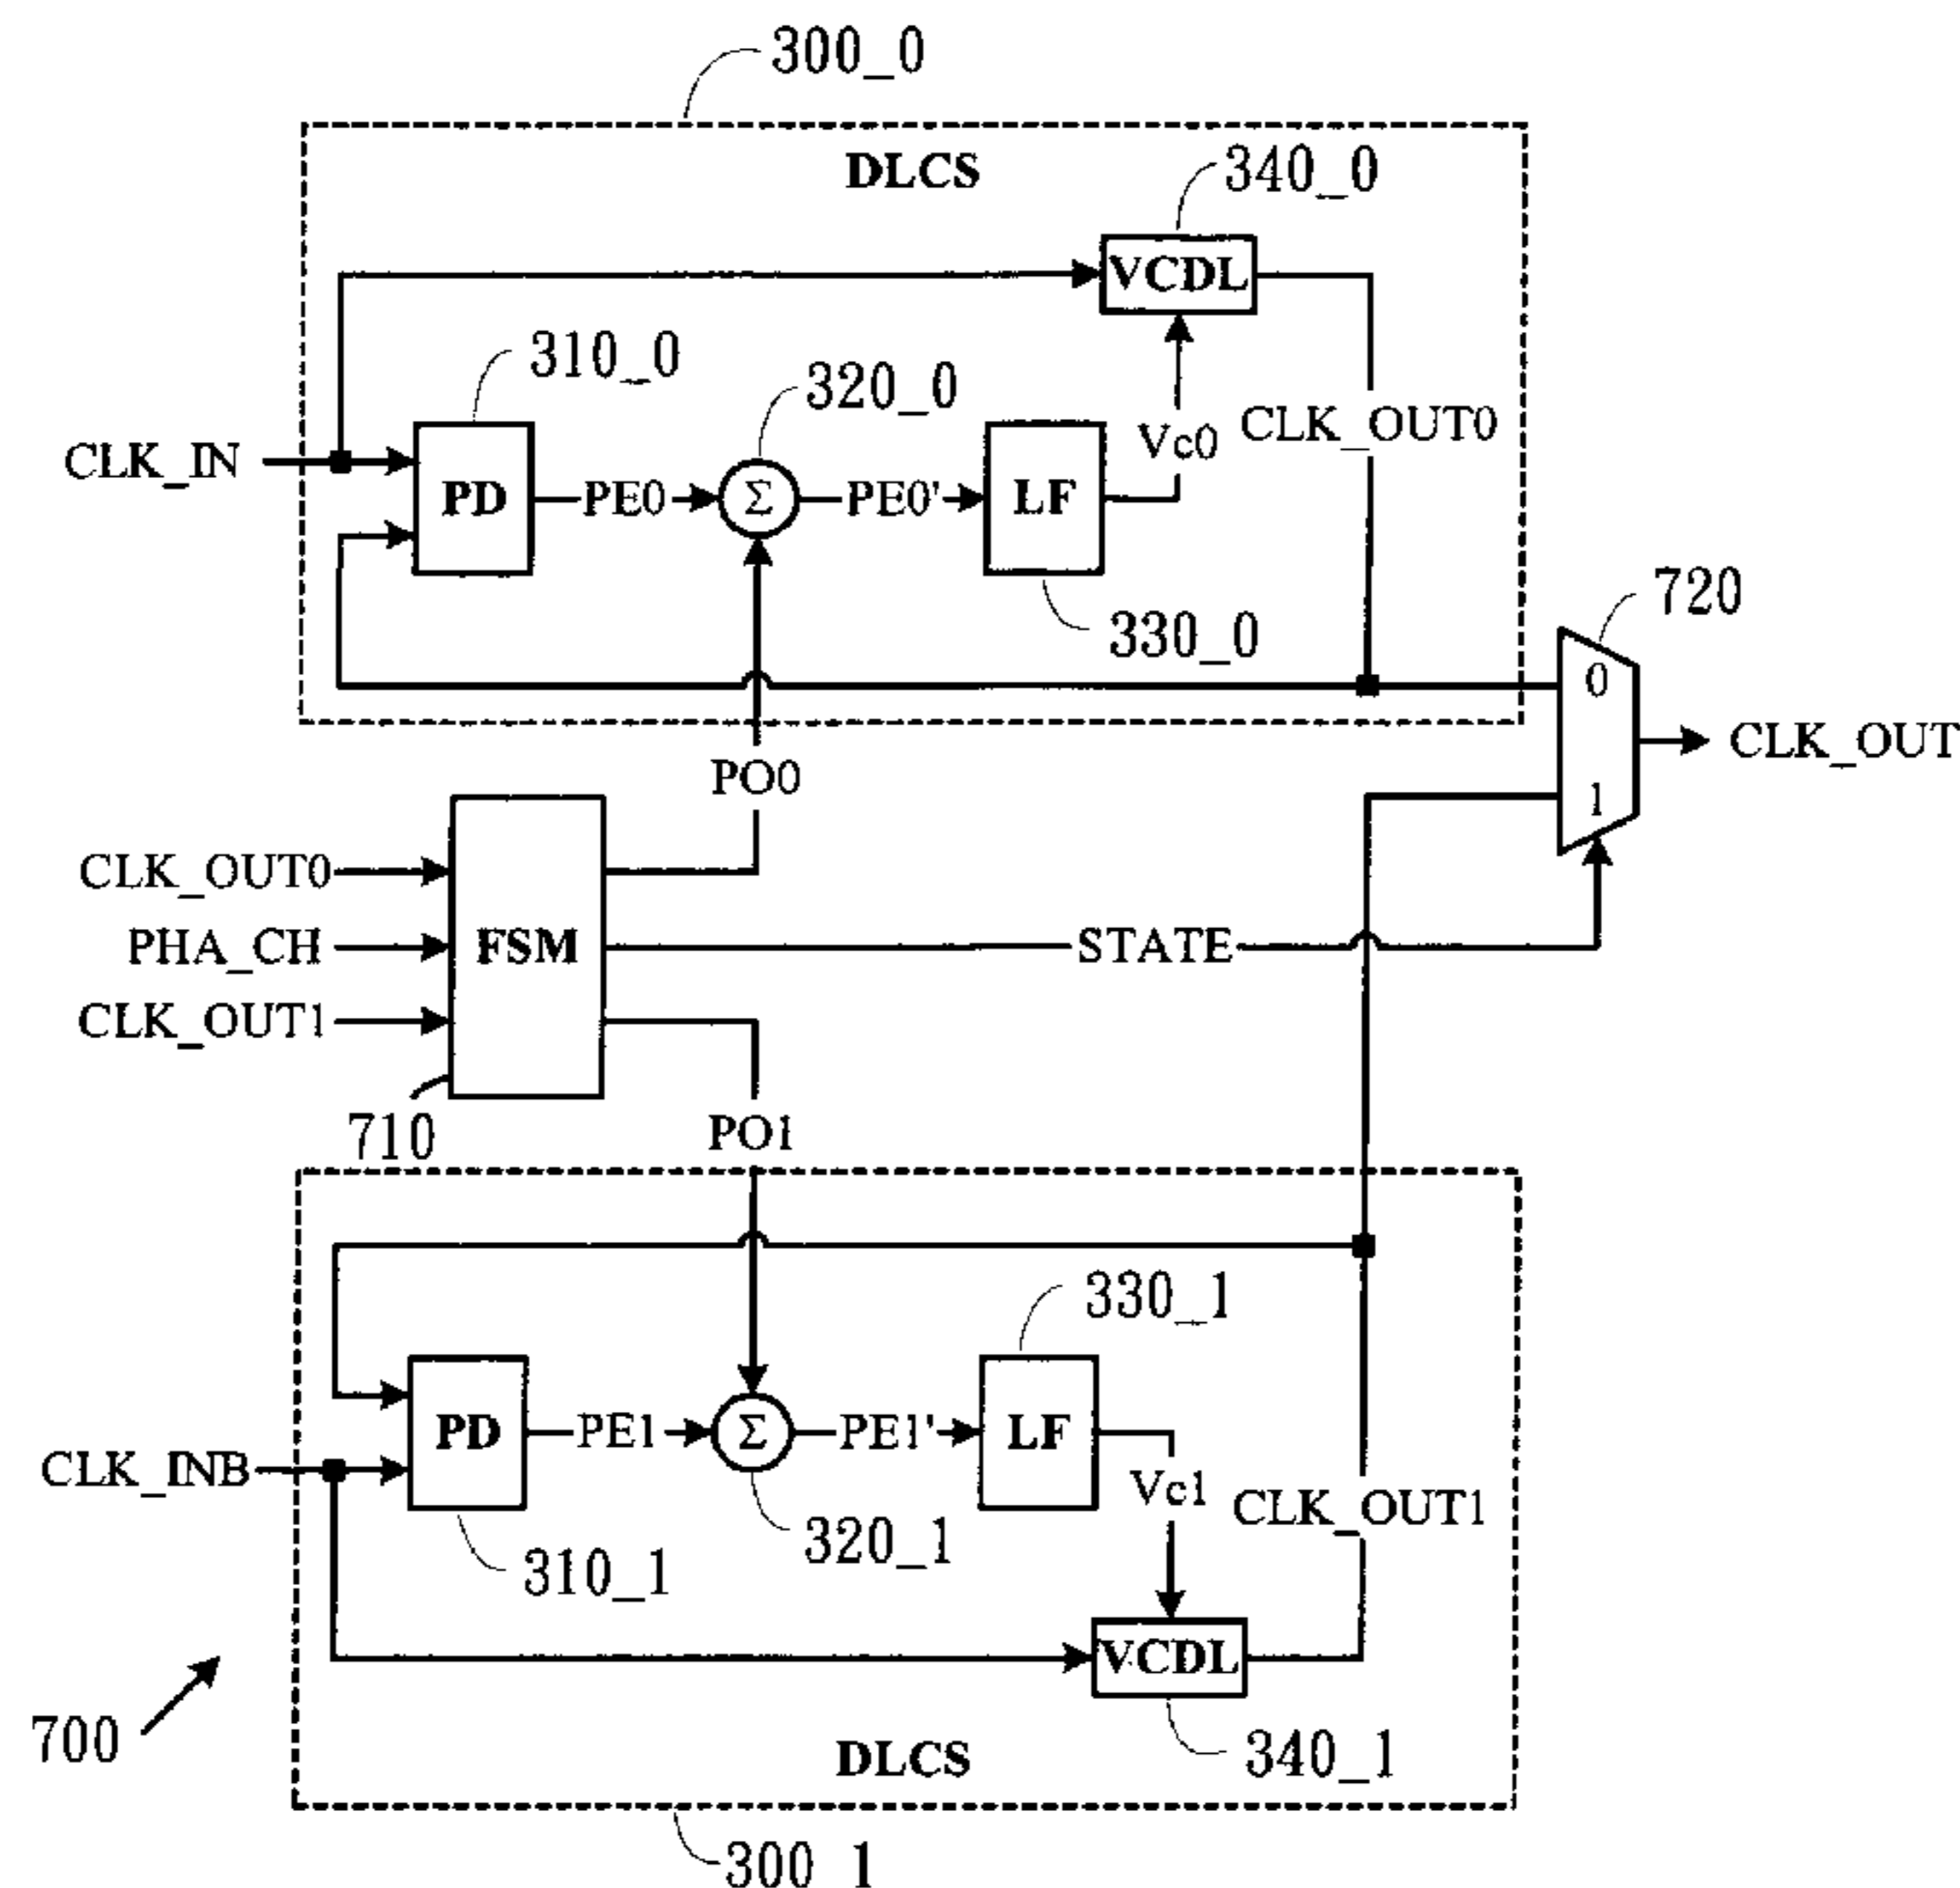 300_0
DLCS
340_0
VCDL
310_0
320_0
CLK_IN
PD
PE0
Σ
PE0'
LF
Vc0
CLK_OUT0
330_0
720
0
1
CLK_OUT
PO0
CLK_OUT0
PHA_CH
CLK_OUT1
FSM
STATE
710
PO1
330_1
CLK_INB
PD
PE1
Σ
PE1'
LF
Vc1
CLK_OUT1
310_1
320_1
VCDL
700
DLCS
340_1
300_1